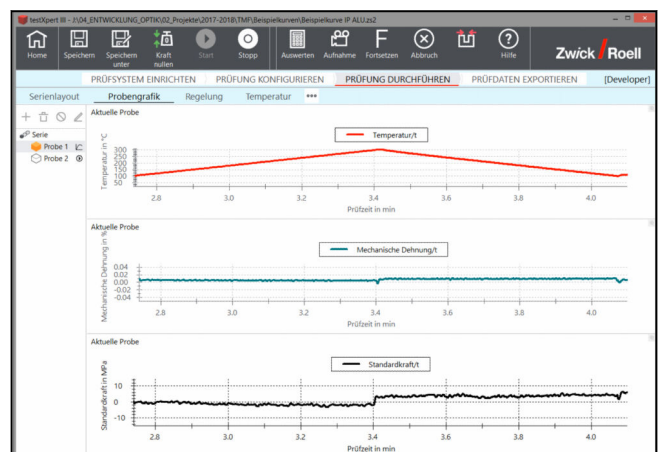 testXpert III - J:\04_ENTWICKLUNG_OPTIK\02_Projekte\2017-2018\TMF\Beispielkurven\Beispielkurve IP ALU.zs2
Home Speichern Speichern unter Kraft nullen Start Stopp Auswerten Aufnahme Fortsetzen Abbruch Hilfe Zwick Roell
PRÜFSYSTEM EINRICHTEN PRÜFUNG KONFIGURIEREN PRÜFUNG DURCHFÜHREN PRÜFDATEN EXPORTIEREN [Developer]
Serienlayout Probengrafik Regelung Temperatur •••
Serie
Probe 1
Probe 2
Aktuelle Probe
Temperatur/t
Temperatur in °C
300
250
200
150
100
50
2.8 3.0 3.2 3.4 3.6 3.8 4.0
Prüfzeit in min
Aktuelle Probe
Mechanische Dehnung/t
Mechanische Dehnung in %
0.04
0.02
0.00
-0.02
-0.04
2.8 3.0 3.2 3.4 3.6 3.8 4.0
Prüfzeit in min
Aktuelle Probe
Standardkraft/t
Standardkraft in MPa
10
0
-10
2.8 3.0 3.2 3.4 3.6 3.8 4.0
Prüfzeit in min